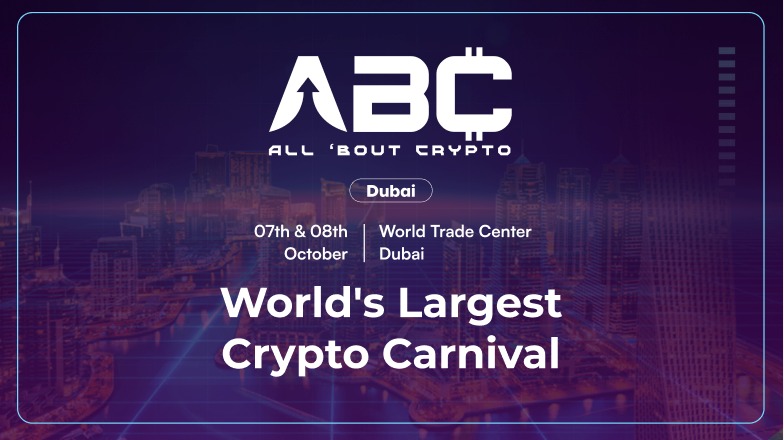 ABC
ALL 'BOUT CRYPTO
Dubai
07th & 08th
October
World Trade Center
Dubai
World's Largest
Crypto Carnival